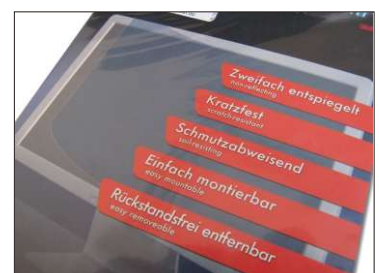 Zweifach entspiegelt
non-reflecting
Kratzfest
scratch-resistant
Schmutzabweisend
soil-resisting
Einfach montierbar
easy mountable
Rückstandsfrei entfernbar
easy removeable